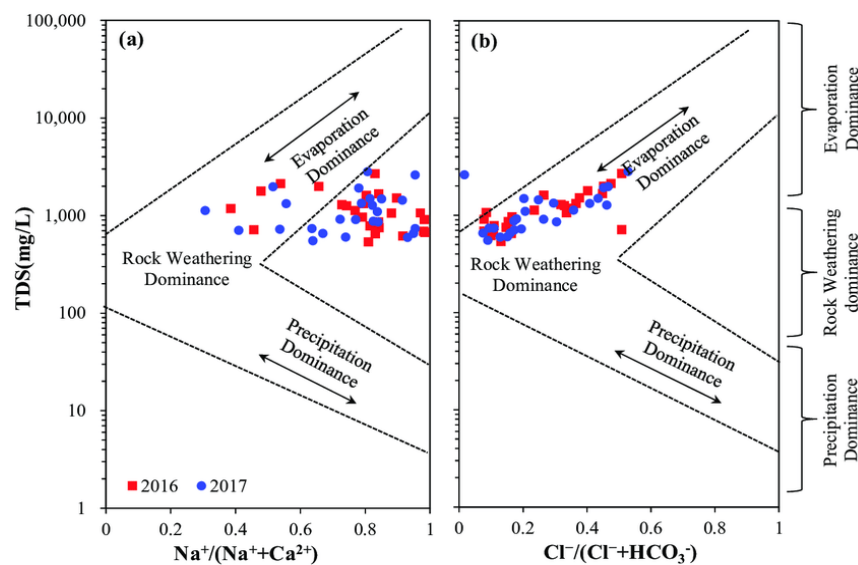 (a)
(b)
100,000
10,000
1,000
100
10
1
TDS(mg/L)
Evaporation
Dominance
Rock Weathering
Dominance
Precipitation
Dominance
2016
2017
0
0.2
0.4
0.6
0.8
1
Na⁺/(Na⁺+Ca²⁺)
Evaporation
Dominance
Rock Weathering
Dominance
Precipitation
Dominance
0
0.2
0.4
0.6
0.8
1
Cl⁻/(Cl⁻+HCO₃⁻)
Evaporation
Dominance
Rock Weathering
dominance
Precipitation
Dominance